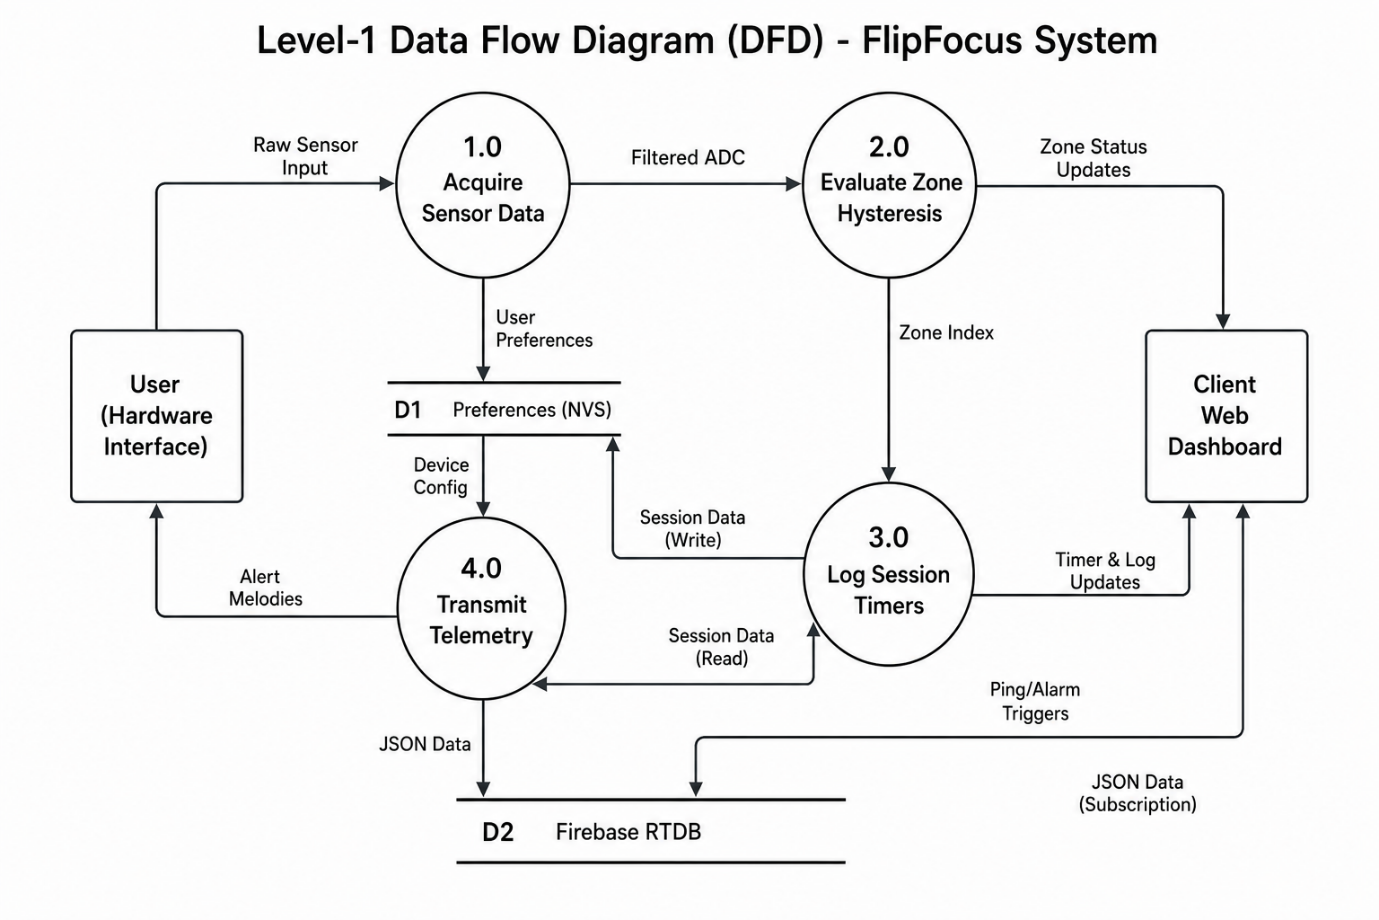 Level-1 Data Flow Diagram (DFD) - FlipFocus System
Raw Sensor
Input
1.0
Acquire
Sensor Data
Filtered ADC
2.0
Evaluate Zone
Hysteresis
Zone Status
Updates
User
Preferences
Zone Index
User
(Hardware
Interface)
D1 Preferences (NVS)
Client
Web
Dashboard
Device
Config
Session Data
(Write)
3.0
Log Session
Timers
Timer & Log
Updates
Alert
Melodies
4.0
Transmit
Telemetry
Session Data
(Read)
Ping/Alarm
Triggers
JSON Data
JSON Data
(Subscription)
D2 Firebase RTDB